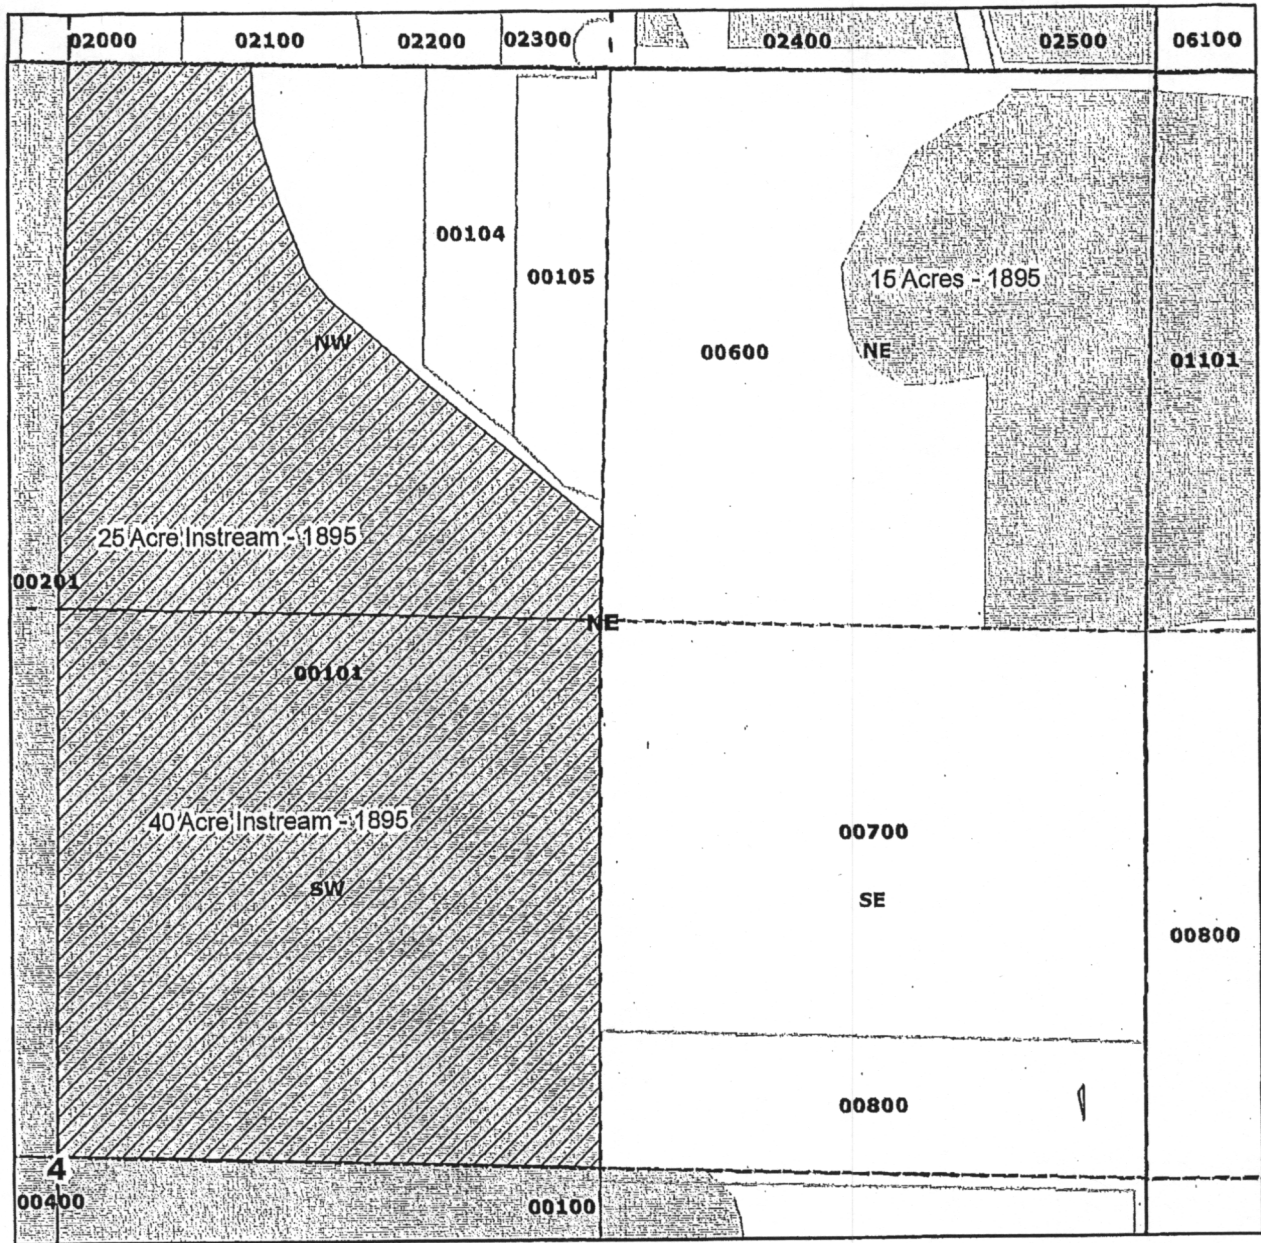 02000 02100 02200 02300 02400 02500 06100
00104
00105
15 Acres - 1895
NW
00600
NE
01101
25 Acre Instream - 1895
00201
NE
00101
40 Acre Instream - 1895
00700
SW
SE
00800
00800
4
00400
00100